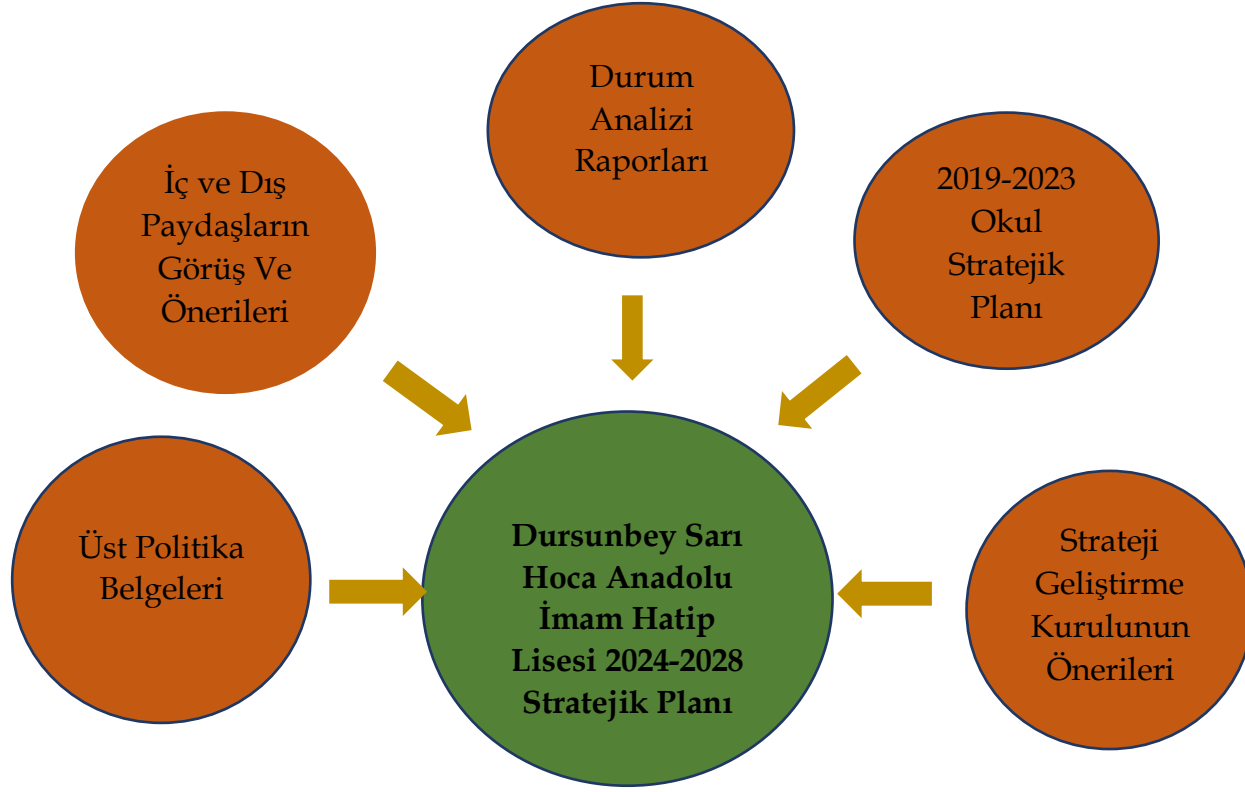 Durum
Analizi
Raporları
İç ve Dış
Paydaşların
Görüş Ve
Önerileri
2019-2023
Okul
Stratejik
Planı
Üst Politika
Belgeleri
Dursunbey Sarı
Hoca Anadolu
İmam Hatip
Lisesi 2024-2028
Stratejik Planı
Strateji
Geliştirme
Kurulunun
Önerileri